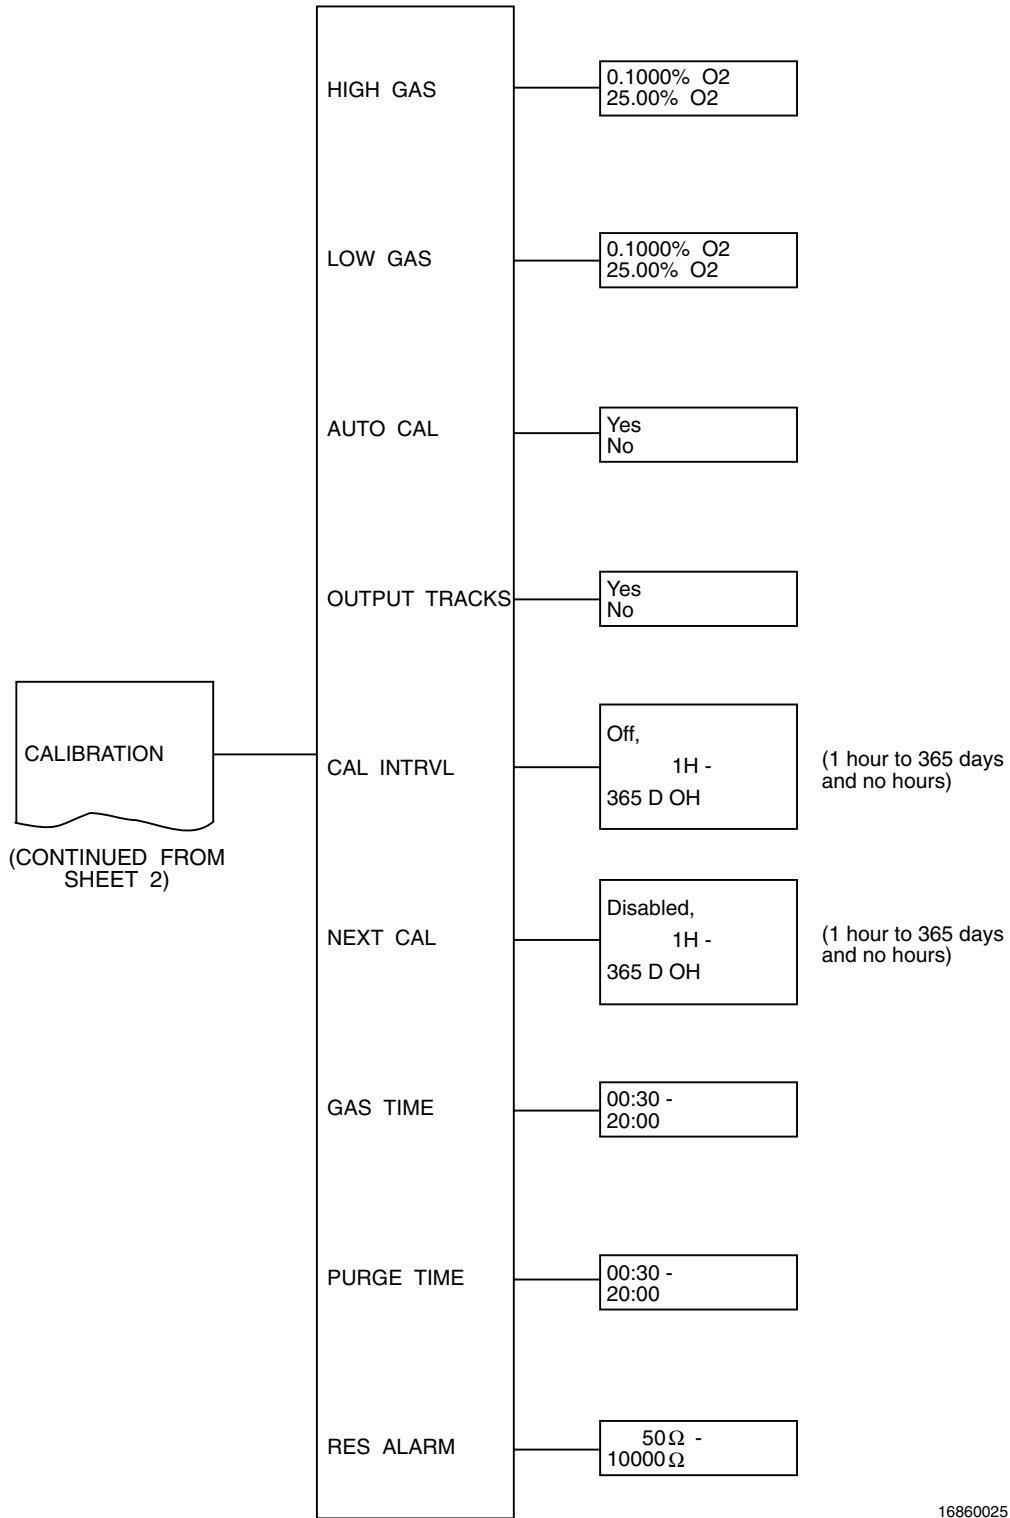 HIGH GAS
0.1000% O2
25.00% O2
LOW GAS
0.1000% O2
25.00% O2
AUTO CAL
Yes
No
OUTPUT TRACKS
Yes
No
CALIBRATION
(CONTINUED FROM
SHEET 2)
CAL INTRVL
Off,
1H -
365 D OH
(1 hour to 365 days
and no hours)
NEXT CAL
Disabled,
1H -
365 D OH
(1 hour to 365 days
and no hours)
GAS TIME
00:30 -
20:00
PURGE TIME
00:30 -
20:00
RES ALARM
50Ω -
10000Ω
16860025